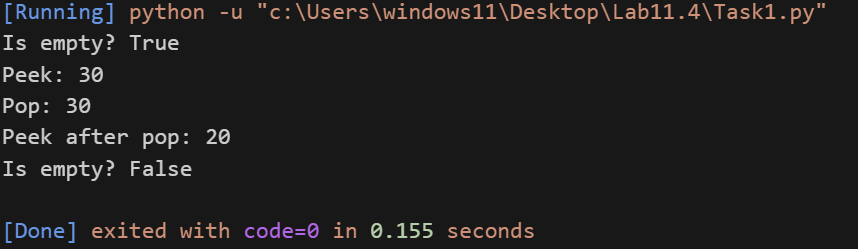 [Running] python -u "c:\Users\windows11\Desktop\Lab11.4\Task1.py"
Is empty? True
Peek: 30
Pop: 30
Peek after pop: 20
Is empty? False
[Done] exited with code=0 in 0.155 seconds